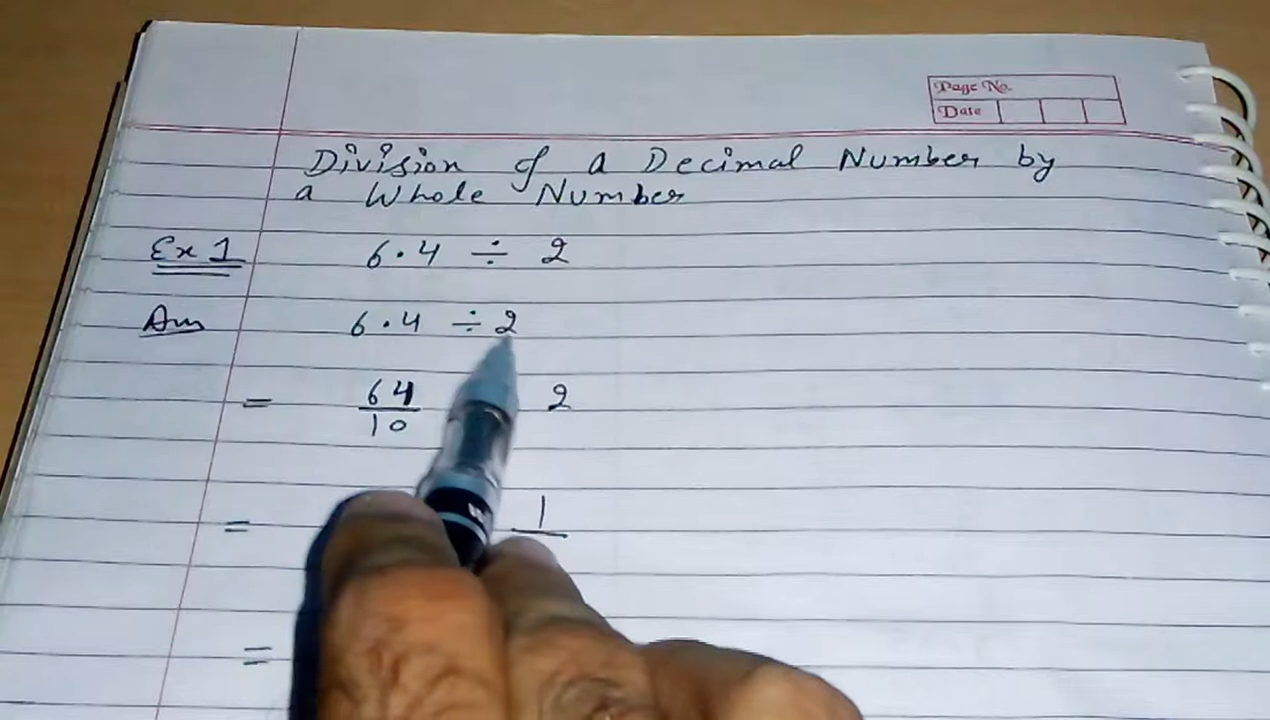 Page No.
Date
Division of a Decimal Number by
a Whole Number
Ex 1 6.4 ÷ 2
Ans 6.4 ÷ 2
= 64/10 2
= 1
=